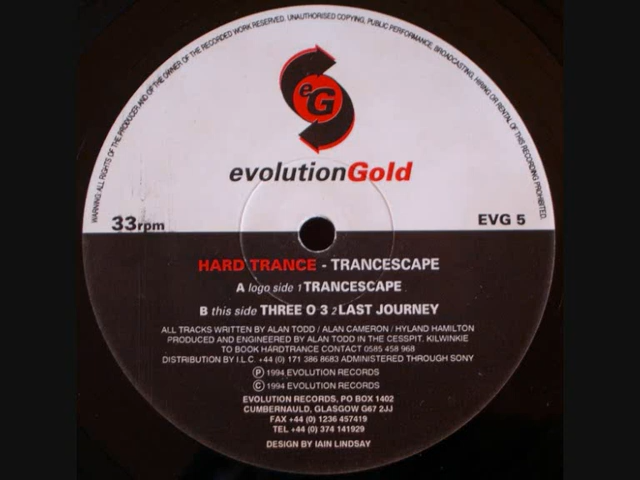 WARNING: ALL RIGHTS OF THE PRODUCER AND OF THE OWNER OF THE RECORDED WORK RESERVED. UNAUTHORISED COPYING, PUBLIC PERFORMANCE, BROADCASTING, HIRING OR RENTAL OF THIS RECORDING PROHIBITED.
eG
evolutionGold
33rpm
EVG 5
HARD TRANCE - TRANCESCAPE
A logo side 1 TRANCESCAPE
B this side THREE O 3 2 LAST JOURNEY
ALL TRACKS WRITTEN BY ALAN TODD / ALAN CAMERON / HYLAND HAMILTON
PRODUCED AND ENGINEERED BY ALAN TODD IN THE CESSPIT, KILWINKIE
TO BOOK HARDTRANCE CONTACT 0585 458 968
DISTRIBUTION BY I.L.C. +44 (0) 171 386 8683 ADMINISTERED THROUGH SONY
Ⓟ 1994 EVOLUTION RECORDS
© 1994 EVOLUTION RECORDS
EVOLUTION RECORDS, PO BOX 1402
CUMBERNAULD, GLASGOW G67 2JJ
FAX +44 (0) 1236 457419
TEL +44 (0) 374 141929
DESIGN BY IAIN LINDSAY